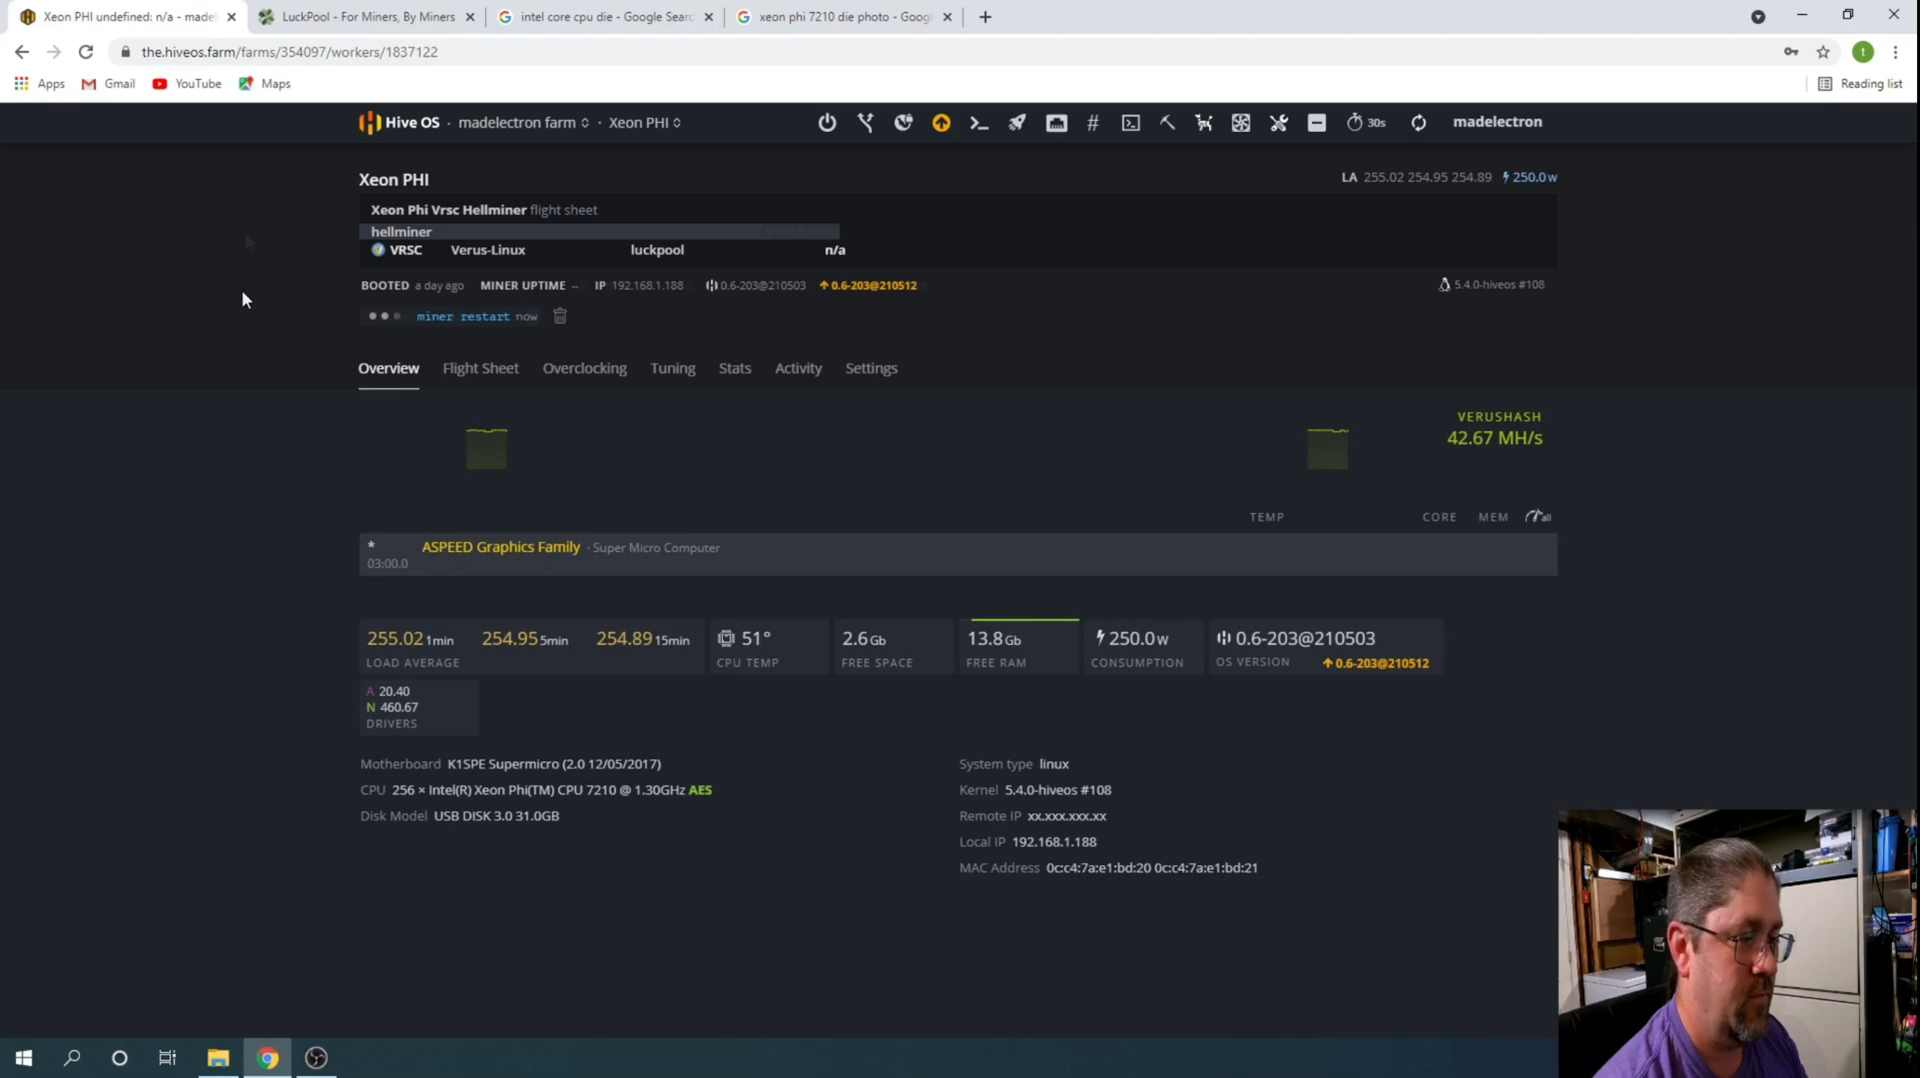 Xeon PHI undefined: n/a - madel
LuckPool - For Miners, By Miners
intel core cpu die - Google Searc
xeon phi 7210 die photo - Googl
the.hiveos.farm/farms/354097/workers/1837122
t
Apps
Gmail
YouTube
Maps
Reading list
Hive OS · madelectron farm · Xeon PHI
30s
madelectron
Xeon PHI
LA 255.02 254.95 254.89 250.0 w
Xeon Phi Vrsc Hellminer flight sheet
hellminer
VRSC Verus-Linux luckpool n/a
BOOTED a day ago MINER UPTIME -- IP 192.168.1.188 0.6-203@210503 0.6-203@210512
5.4.0-hiveos #108
miner restart now
Overview Flight Sheet Overclocking Tuning Stats Activity Settings
VERUSHASH
42.67 MH/s
TEMP CORE MEM all
* ASPEED Graphics Family · Super Micro Computer
03:00.0
255.02 1min 254.95 5min 254.89 15min
LOAD AVERAGE
51°
CPU TEMP
2.6 Gb
FREE SPACE
13.8 Gb
FREE RAM
250.0 w
CONSUMPTION
0.6-203@210503
OS VERSION 0.6-203@210512
A 20.40
N 460.67
DRIVERS
Motherboard K1SPE Supermicro (2.0 12/05/2017)
CPU 256 × Intel(R) Xeon Phi(TM) CPU 7210 @ 1.30GHz AES
Disk Model USB DISK 3.0 31.0GB
System type linux
Kernel 5.4.0-hiveos #108
Remote IP xx.xxx.xxx.xx
Local IP 192.168.1.188
MAC Address 0c:c4:7a:e1:bd:20 0c:c4:7a:e1:bd:21